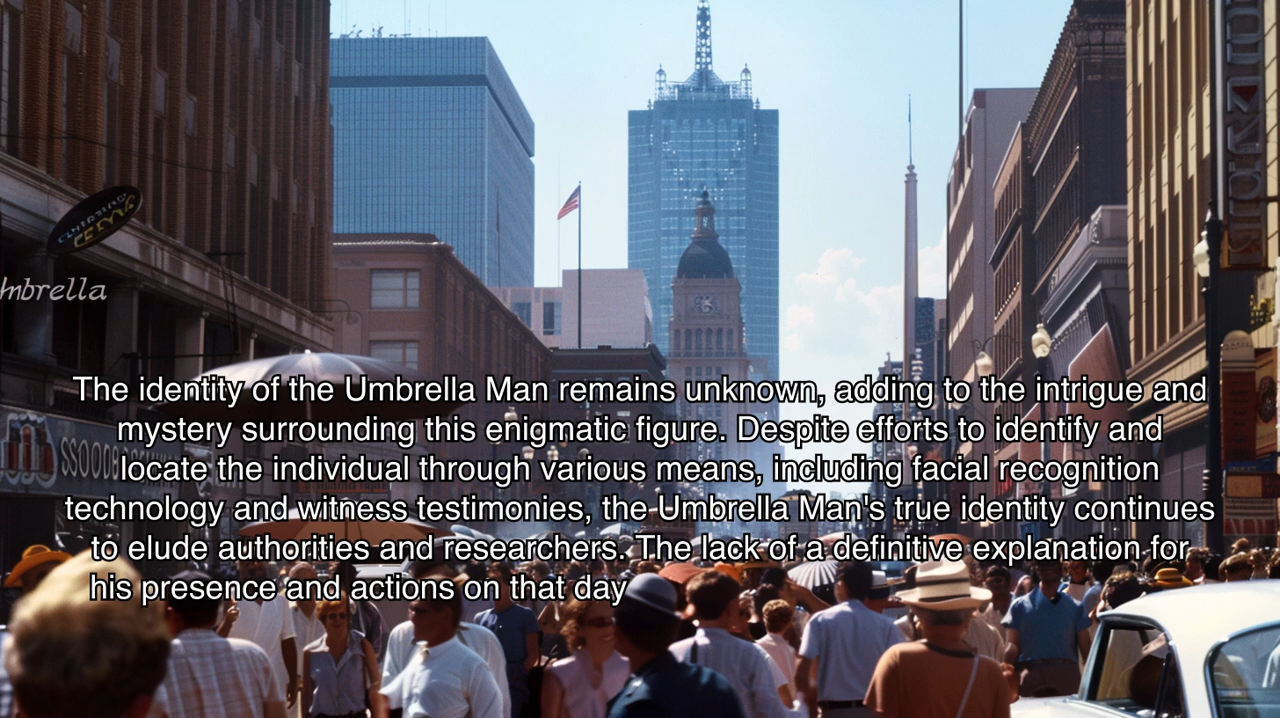 mbrella
The identity of the Umbrella Man remains unknown, adding to the intrigue and
mystery surrounding this enigmatic figure. Despite efforts to identify and
locate the individual through various means, including facial recognition
technology and witness testimonies, the Umbrella Man's true identity continues
to elude authorities and researchers. The lack of a definitive explanation for
his presence and actions on that day